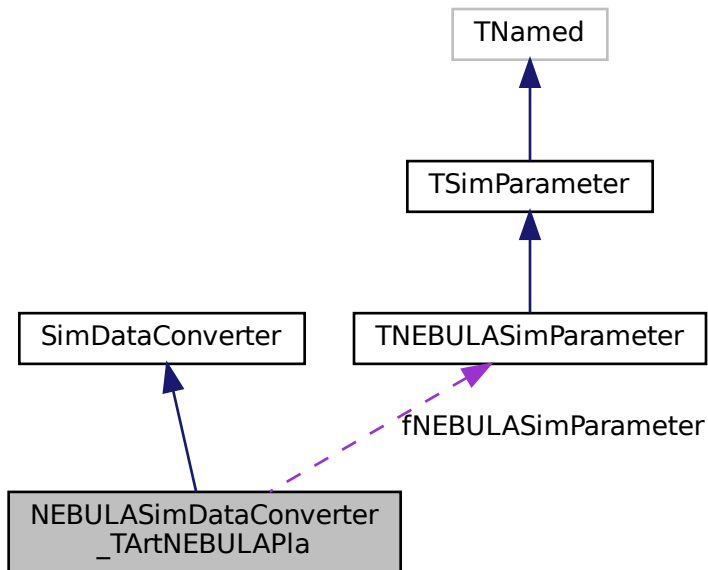 TNamed
TSimParameter
SimDataConverter
TNEBULASimParameter
fNEBULASimParameter
NEBULASimDataConverter
_TArtNEBULAPla